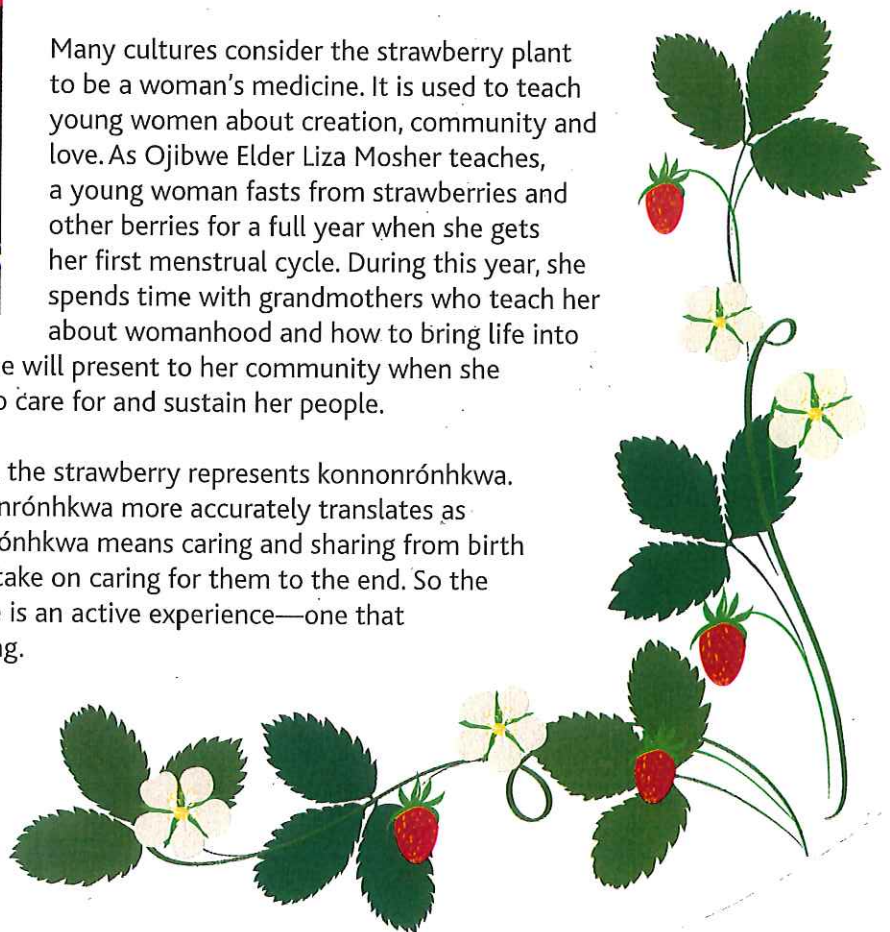 Many cultures consider the strawberry plant
to be a woman's medicine. It is used to teach
young women about creation, community and
love. As Ojibwe Elder Liza Mosher teaches,
a young woman fasts from strawberries and
other berries for a full year when she gets
her first menstrual cycle. During this year, she
spends time with grandmothers who teach her
about womanhood and how to bring life into
e will present to her community when she
care for and sustain her people.
the strawberry represents konnonrónhkwa.
nrónhkwa more accurately translates as
ónhkwa means caring and sharing from birth
take on caring for them to the end. So the
is an active experience—one that
g.